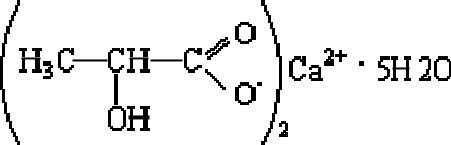 O
H₃C—CH—C
O⁻
OH
2
Ca²⁺ · 5H2O